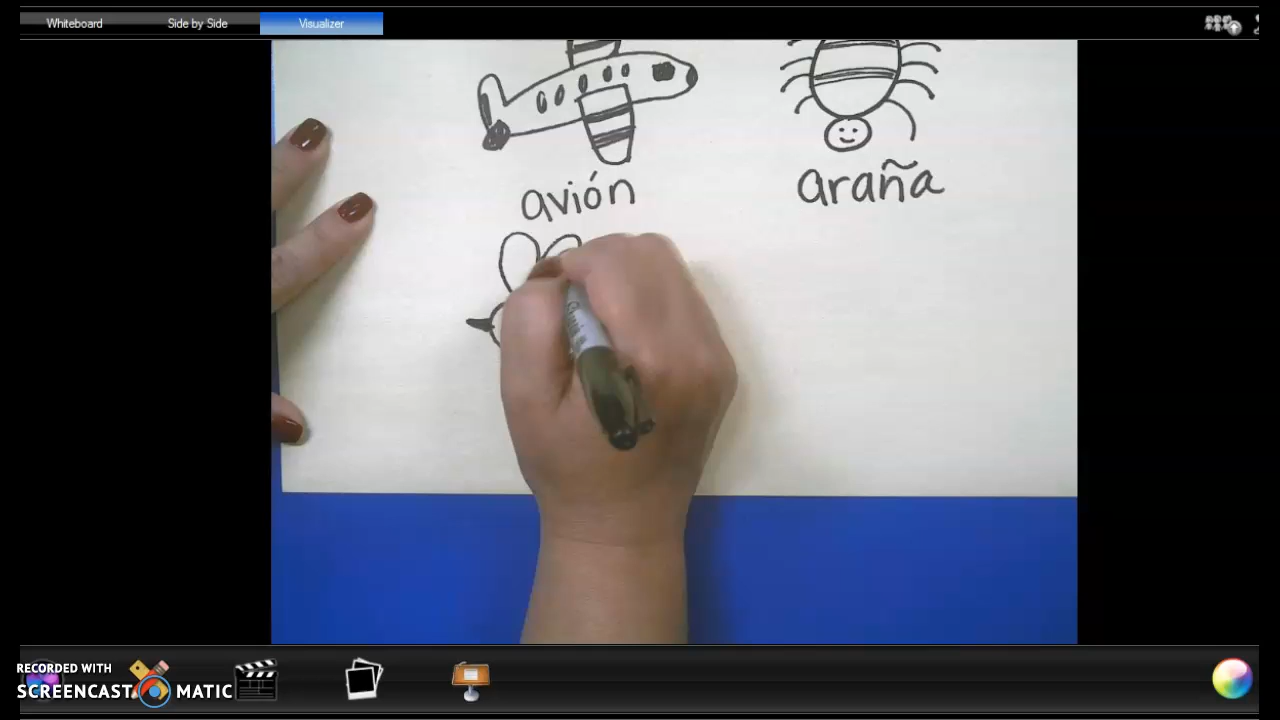 Whiteboard Side by Side Visualizer
avión araña
RECORDED WITH
SCREENCAST MATIC